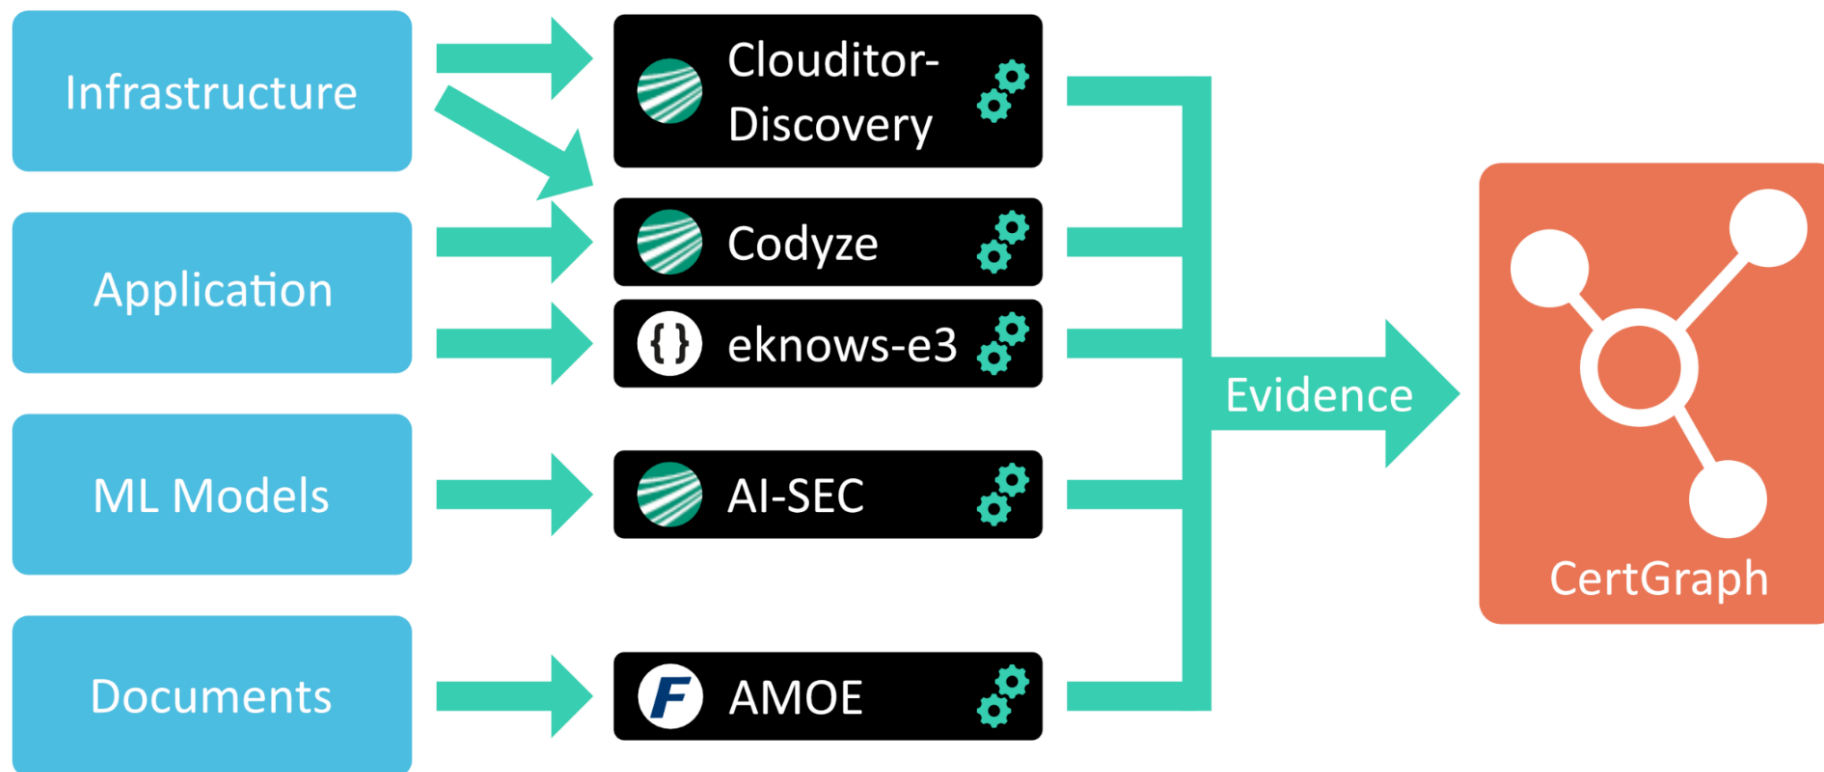 Infrastructure
Clouditor-
Discovery
Application
Codyze
{ } eknows-e3
Evidence
ML Models
AI-SEC
CertGraph
Documents
F AMOE